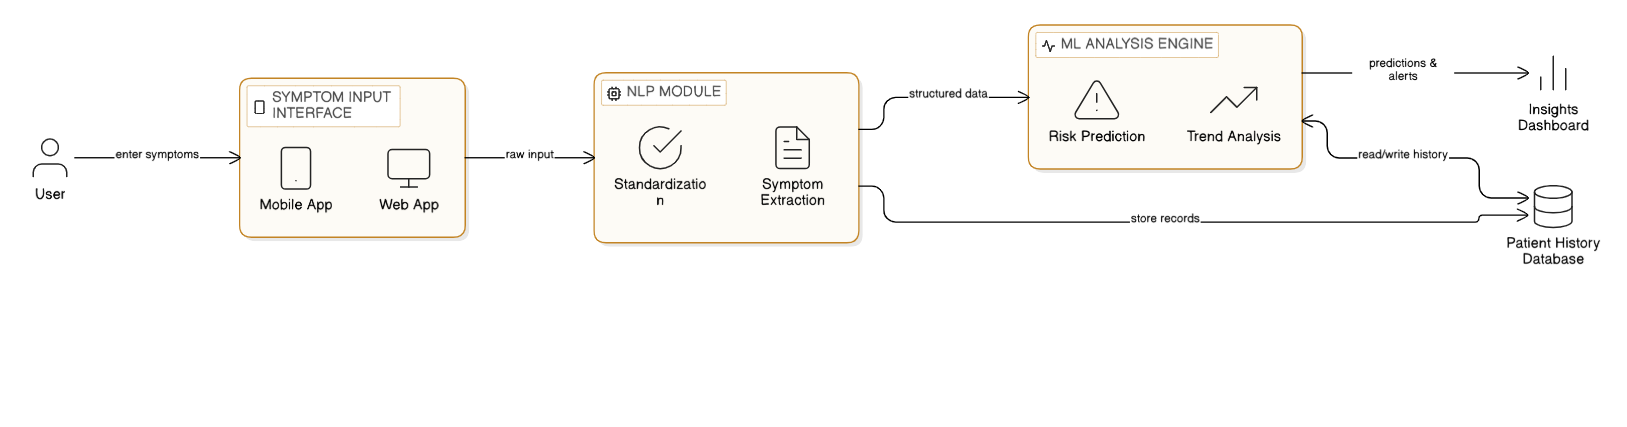 User
enter symptoms
SYMPTOM INPUT
INTERFACE
Mobile App
Web App
raw input
NLP MODULE
Standardizatio
n
Symptom
Extraction
structured data
store records
ML ANALYSIS ENGINE
Risk Prediction
Trend Analysis
predictions &
alerts
read/write history
Insights
Dashboard
Patient History
Database